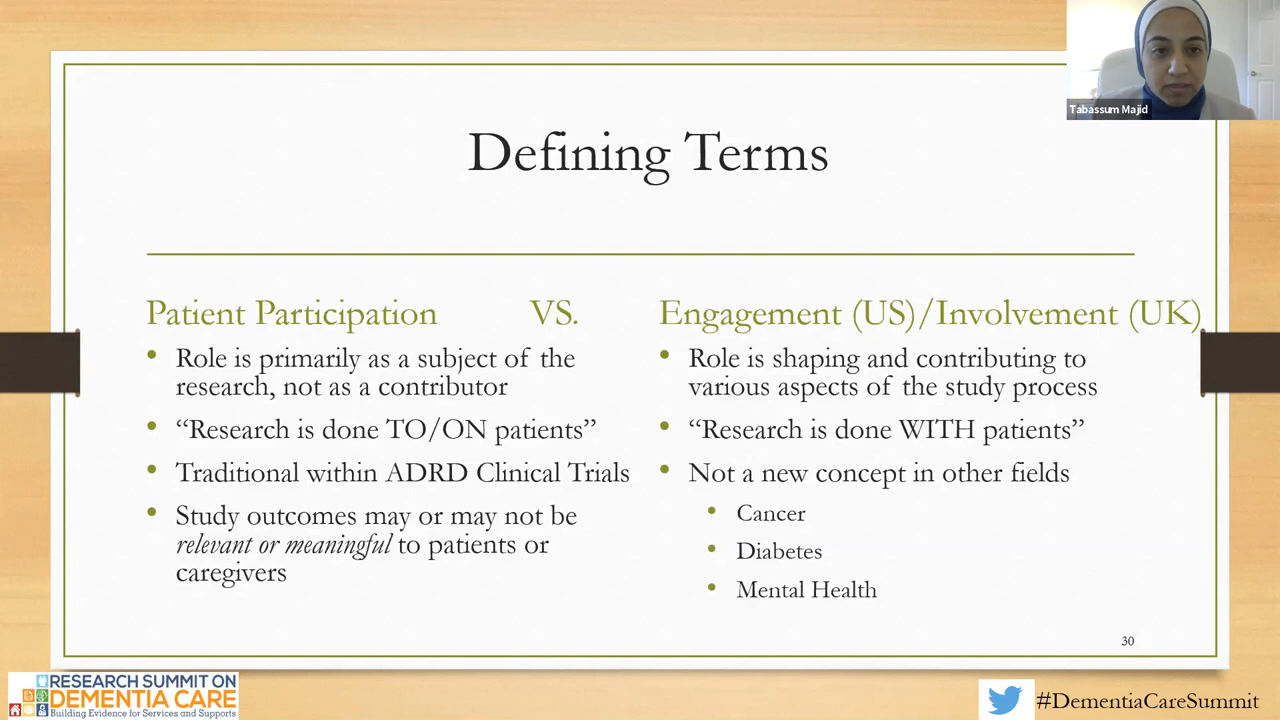 Tabassum Majid
Defining Terms
Patient Participation VS.
• Role is primarily as a subject of the
research, not as a contributor
• “Research is done TO/ON patients”
• Traditional within ADRD Clinical Trials
• Study outcomes may or may not be
relevant or meaningful to patients or
caregivers
Engagement (US)/Involvement (UK)
• Role is shaping and contributing to
various aspects of the study process
• “Research is done WITH patients”
• Not a new concept in other fields
• Cancer
• Diabetes
• Mental Health
30
RESEARCH SUMMIT ON
DEMENTIA CARE
Building Evidence for Services and Supports
#DementiaCareSummit